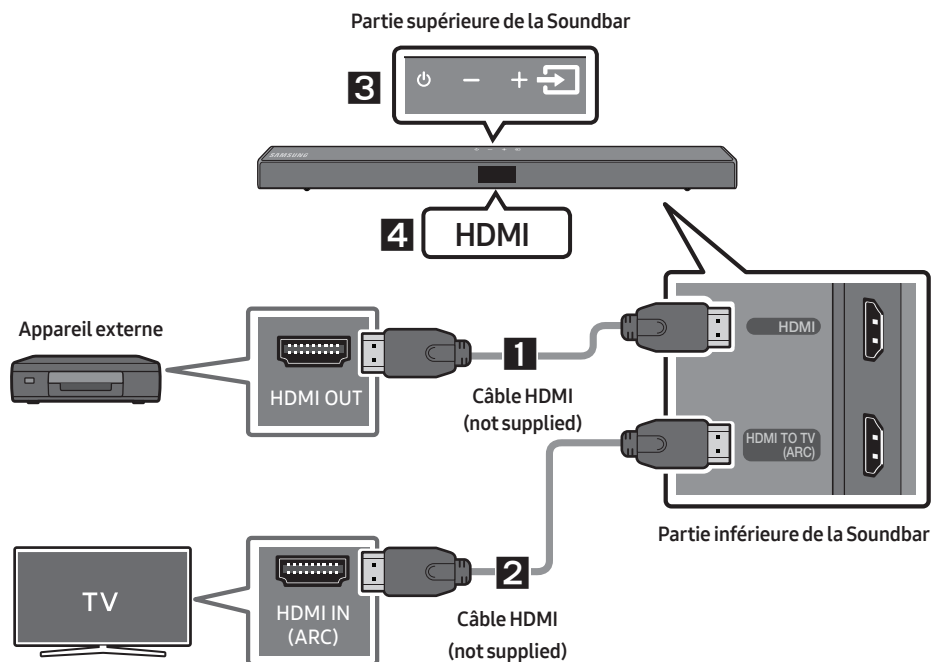 Partie supérieure de la Soundbar
3
SAMSUNG
4
HDMI
Appareil externe
HDMI OUT
1
Câble HDMI
(not supplied)
HDMI
HDMI TO TV
(ARC)
Partie inférieure de la Soundbar
TV
HDMI IN
(ARC)
2
Câble HDMI
(not supplied)